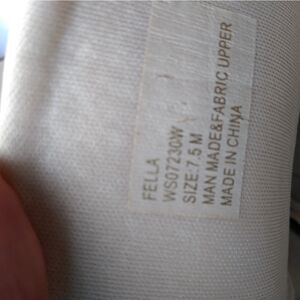 FELLA
WS07230W
SIZE:7.5 M
MAN MADE&FABRIC UPPER
MADE IN CHINA